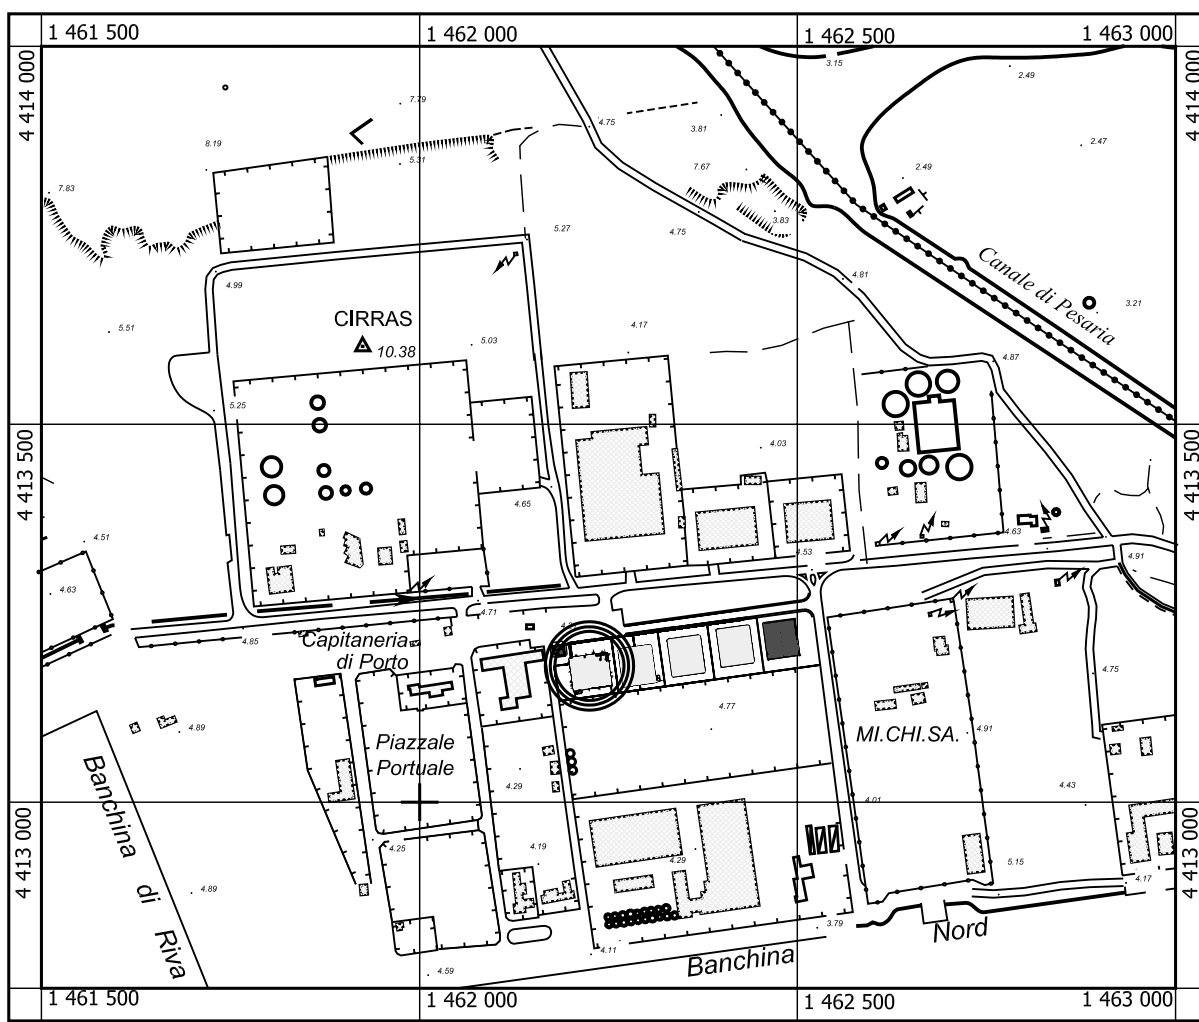 1 461 500
1 462 000
1 462 500
1 463 000
4 414 000
4 414 000
3.15
2.49
7.79
4.75
3.81
8.19
2.47
5.31
7.67
2.49
7.83
3.83
5.27
4.75
Canale di Pesaria
4.81
4.99
3.21
5.51
CIRRAS
10.38
4.17
5.03
4.87
5.25
4.03
4 413 500
4 413 500
4.65
4.51
4.53
4.63
4.91
4.63
4.71
4.85
Capitaneria
di Porto
4.75
4.77
4.89
4.91
MI.CHI.SA.
Piazzale
Portuale
Banchina
di
Riva
4.29
4.43
4.01
4 413 000
4 413 000
4.25
4.19
4.29
5.15
4.17
4.89
3.79
Nord
4.11
Banchina
4.59
1 461 500
1 462 000
1 462 500
1 463 000